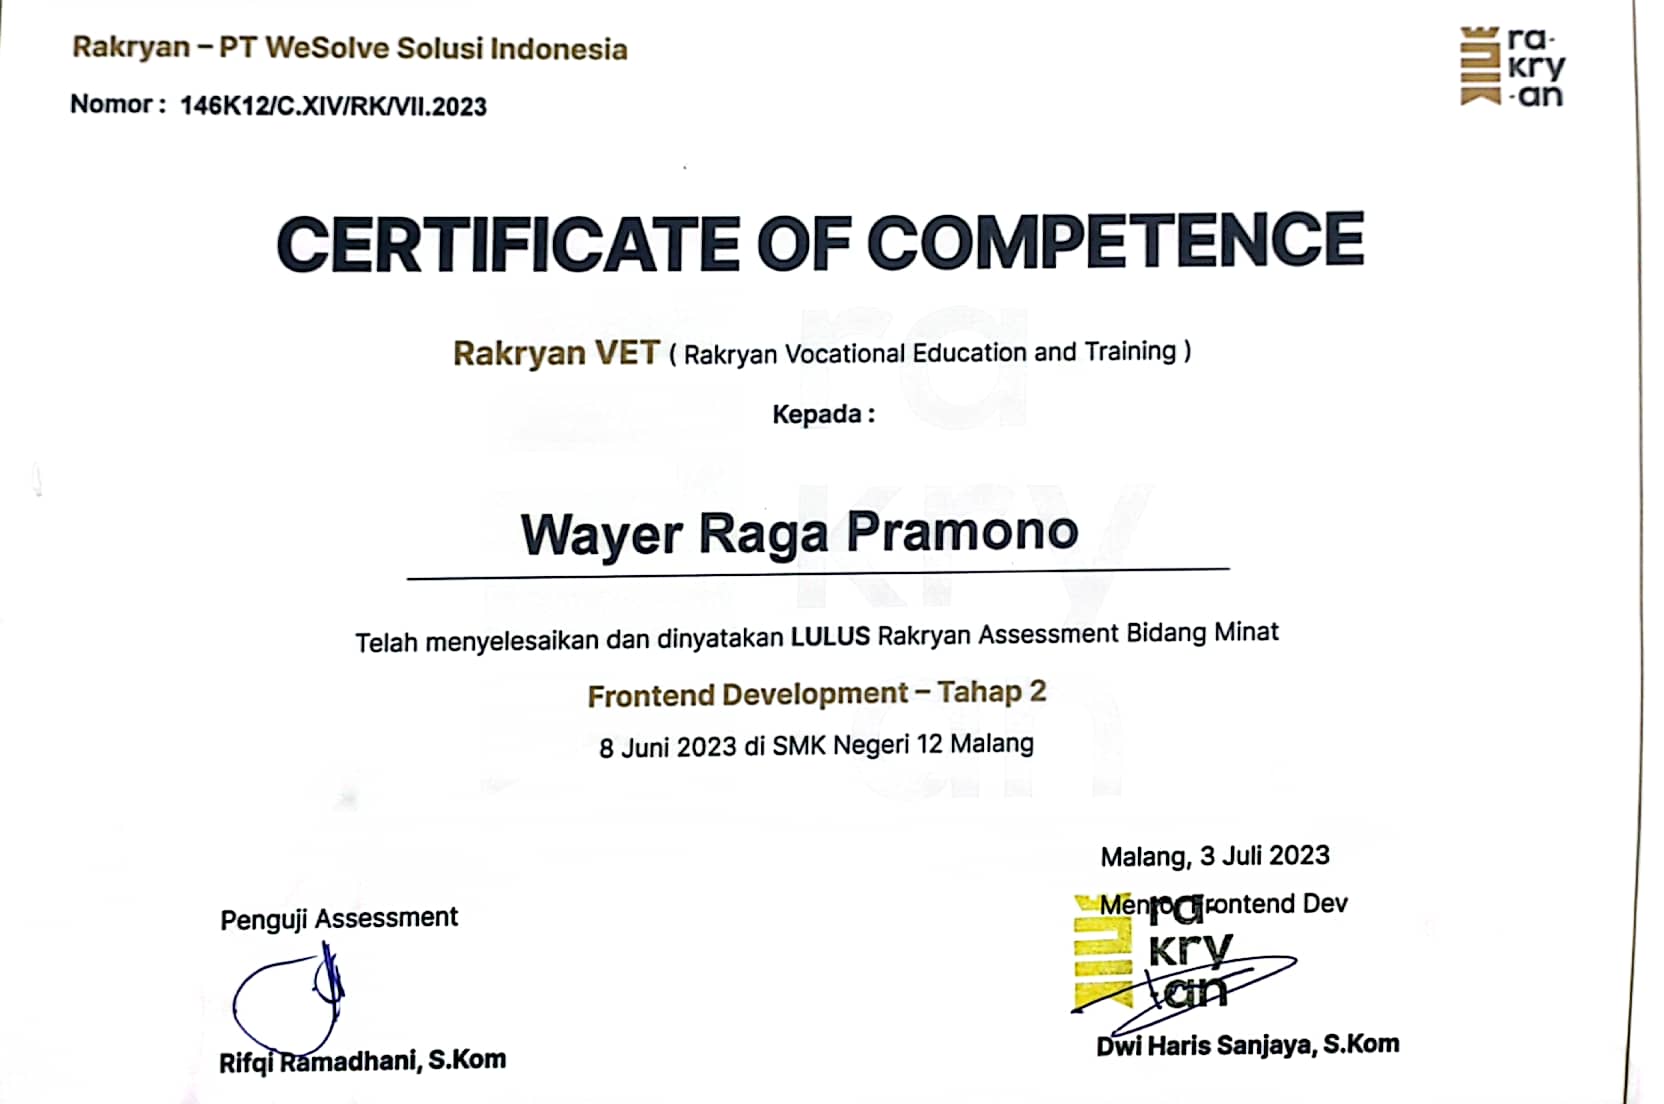 Rakryan – PT WeSolve Solusi Indonesia
Nomor : 146K12/C.XIV/RK/VII.2023
ra-
kry
-an
CERTIFICATE OF COMPETENCE
Rakryan VET ( Rakryan Vocational Education and Training )
Kepada :
Wayer Raga Pramono
Telah menyelesaikan dan dinyatakan LULUS Rakryan Assessment Bidang Minat
Frontend Development – Tahap 2
8 Juni 2023 di SMK Negeri 12 Malang
Malang, 3 Juli 2023
Penguji Assessment
Mentor Frontend Dev
ra
kry
-an
Rifqi Ramadhani, S.Kom
Dwi Haris Sanjaya, S.Kom